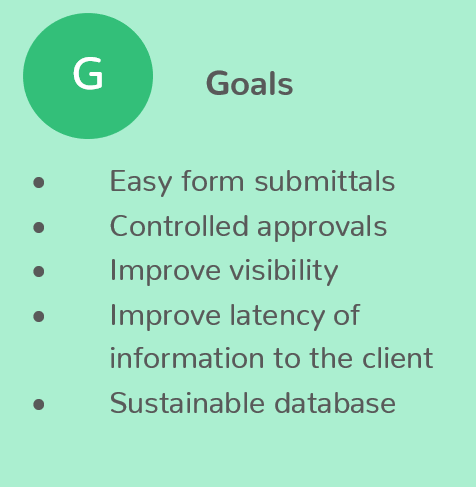 G
Goals
• Easy form submittals
• Controlled approvals
• Improve visibility
• Improve latency of
information to the client
• Sustainable database